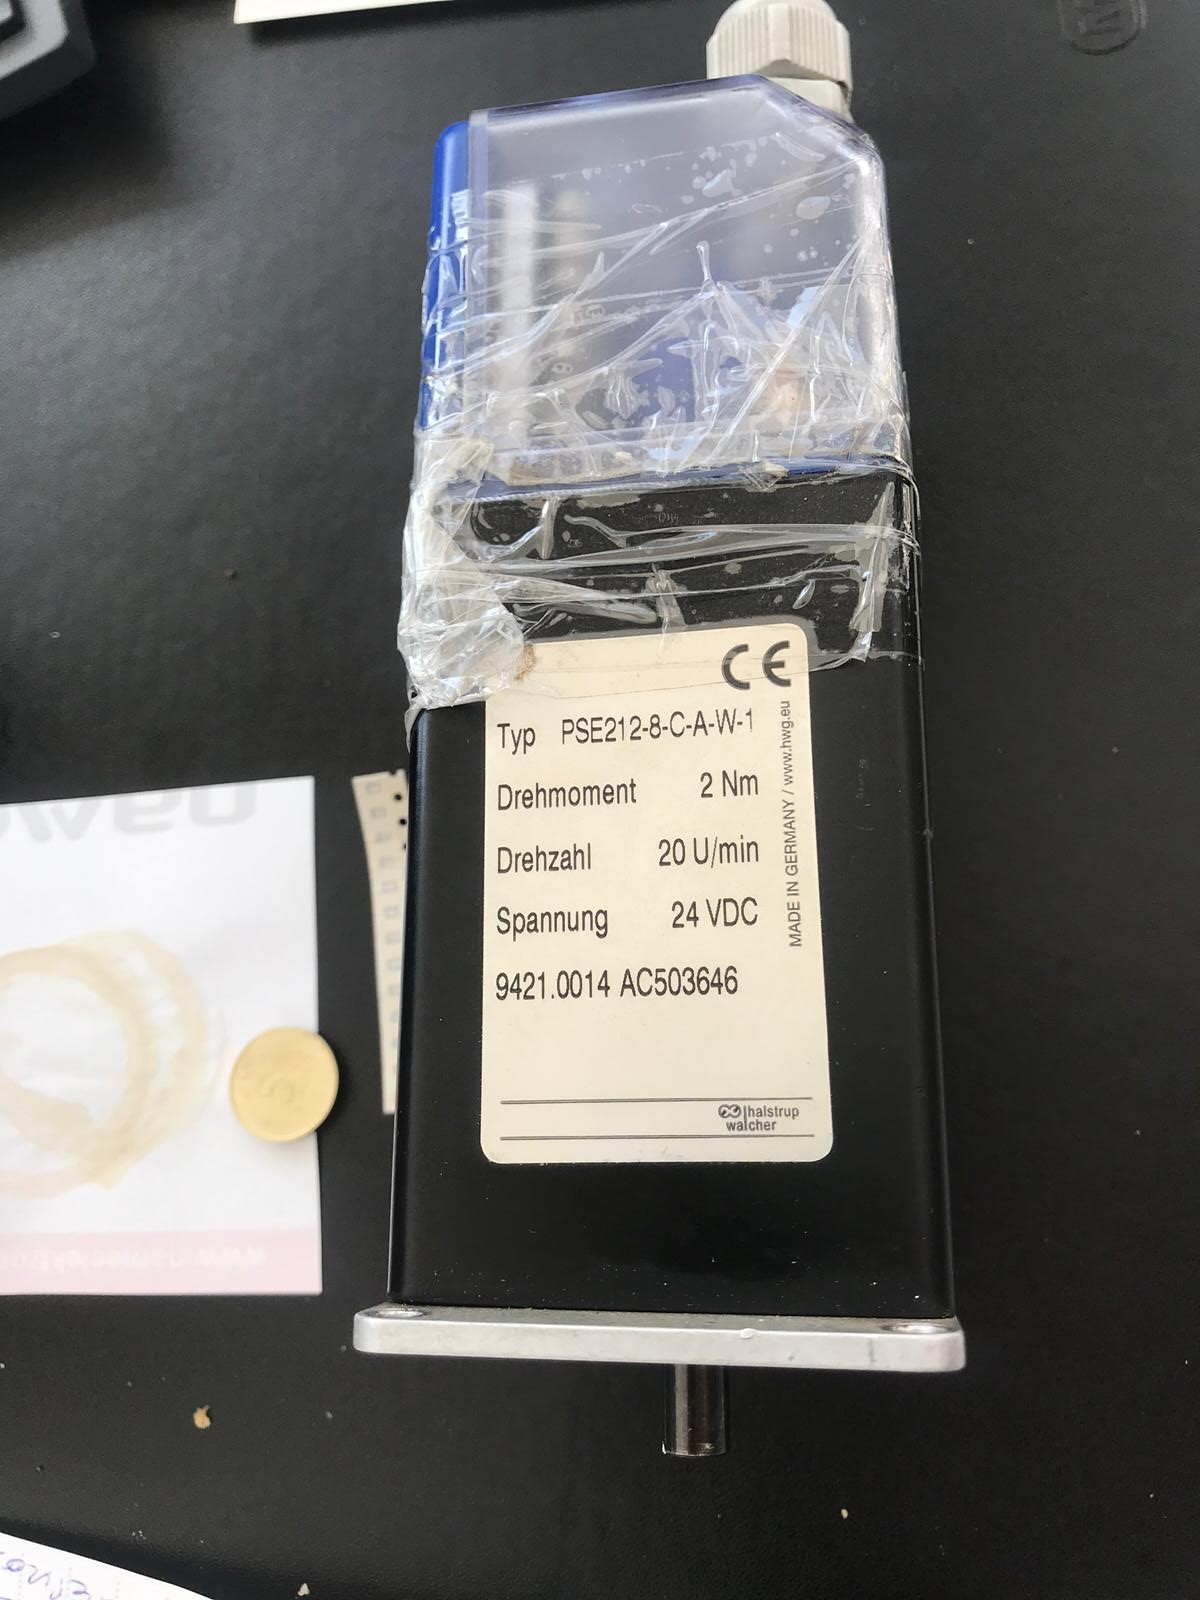 CE
Typ PSE212-8-C-A-W-1
Drehmoment 2 Nm
Drehzahl 20 U/min
Spannung 24 VDC
9421.0014 AC503646
MADE IN GERMANY / www.hwg.eu
halstrup
walcher
5